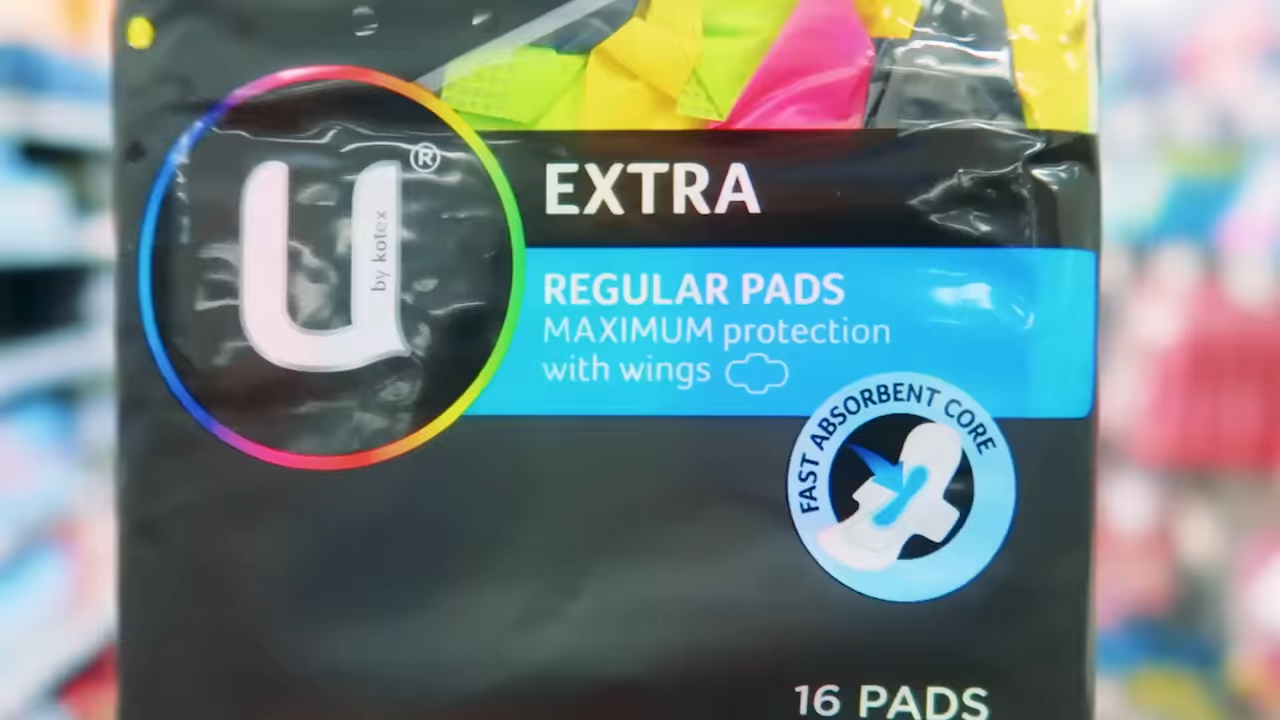 u®
by kotex
EXTRA
REGULAR PADS
MAXIMUM protection
with wings
FAST ABSORBENT CORE
16 PADS